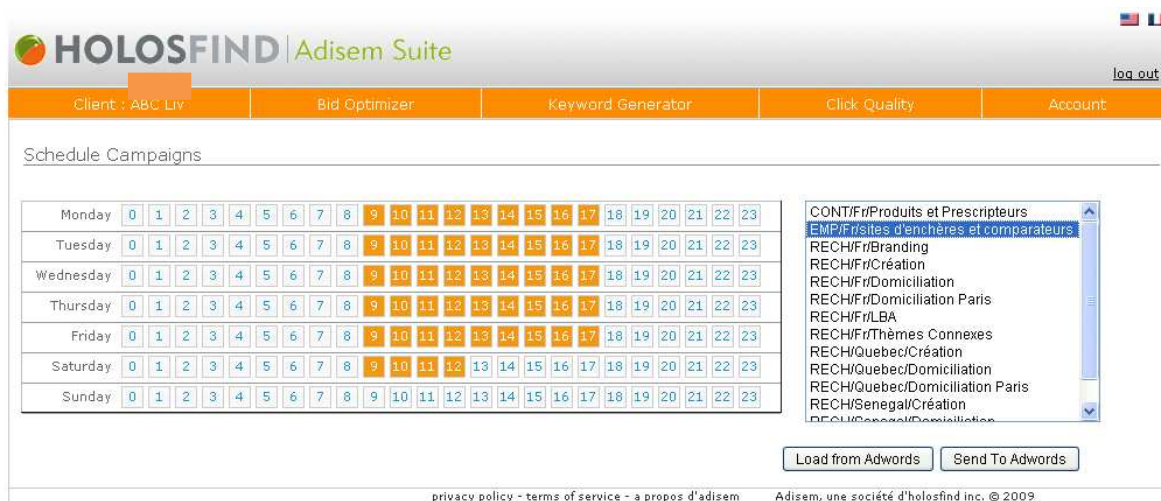 HOLOSFIND | Adisem Suite
log out
Client : ABC Liv
Bid Optimizer
Keyword Generator
Click Quality
Account
Schedule Campaigns
Monday 0 1 2 3 4 5 6 7 8 9 10 11 12 13 14 15 16 17 18 19 20 21 22 23
Tuesday 0 1 2 3 4 5 6 7 8 9 10 11 12 13 14 15 16 17 18 19 20 21 22 23
Wednesday 0 1 2 3 4 5 6 7 8 9 10 11 12 13 14 15 16 17 18 19 20 21 22 23
Thursday 0 1 2 3 4 5 6 7 8 9 10 11 12 13 14 15 16 17 18 19 20 21 22 23
Friday 0 1 2 3 4 5 6 7 8 9 10 11 12 13 14 15 16 17 18 19 20 21 22 23
Saturday 0 1 2 3 4 5 6 7 8 9 10 11 12 13 14 15 16 17 18 19 20 21 22 23
Sunday 0 1 2 3 4 5 6 7 8 9 10 11 12 13 14 15 16 17 18 19 20 21 22 23
CONT/Fr/Produits et Prescripteurs
EMP/Fr/sites d'enchères et comparateurs
RECH/Fr/Branding
RECH/Fr/Création
RECH/Fr/Domiciliation
RECH/Fr/Domiciliation Paris
RECH/Fr/LBA
RECH/Fr/Thèmes Connexes
RECH/Quebec/Création
RECH/Quebec/Domiciliation
RECH/Quebec/Domiciliation Paris
RECH/Senegal/Création
RECH/Senegal/Domiciliation
Load from Adwords
Send To Adwords
privacy policy - terms of service - a propos d'adisem
Adisem, une société d'holosfind inc. © 2009